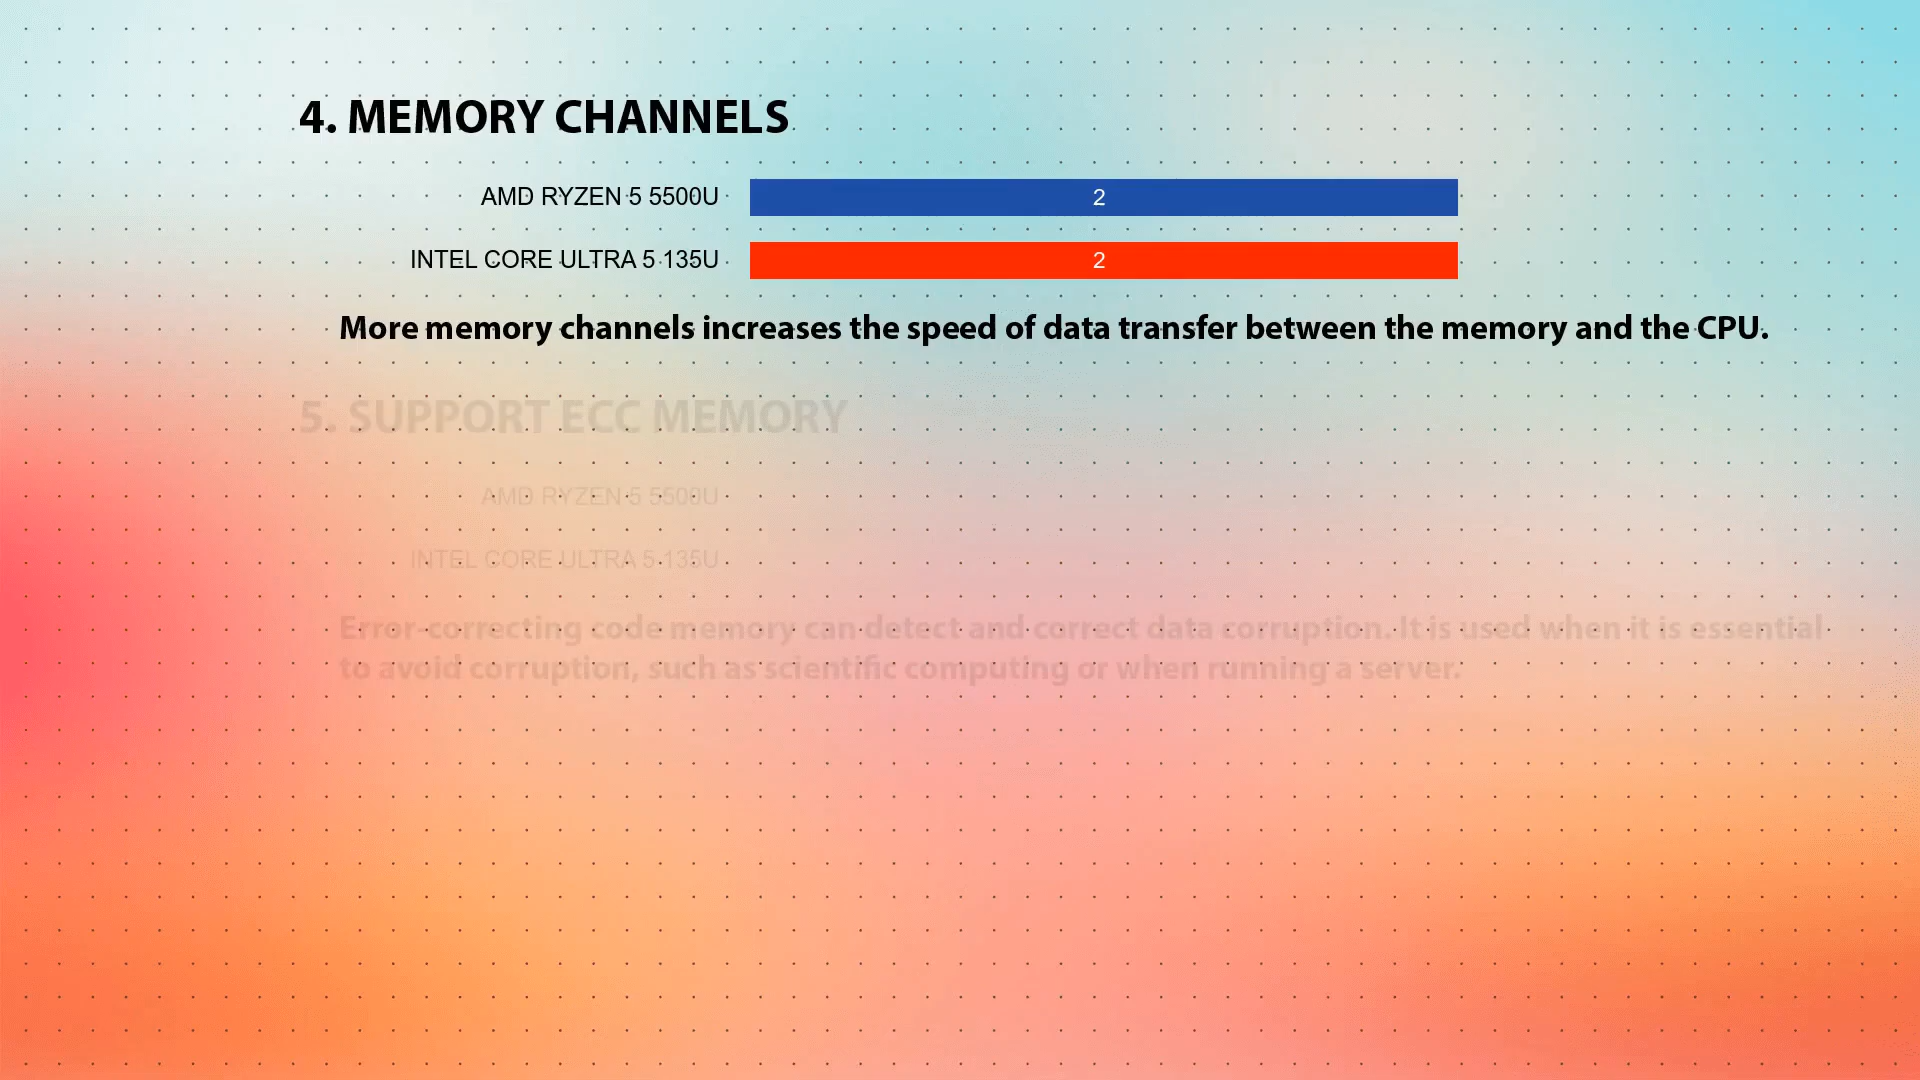 4. MEMORY CHANNELS
AMD RYZEN 5 5500U
2
INTEL CORE ULTRA 5 135U
2
More memory channels increases the speed of data transfer between the memory and the CPU.
5. SUPPORT ECC MEMORY
AMD RYZEN 5 5500U
INTEL CORE ULTRA 5 135U
Error-correcting code memory can detect and correct data corruption. It is used when it is essential
to avoid corruption, such as scientific computing or when running a server.